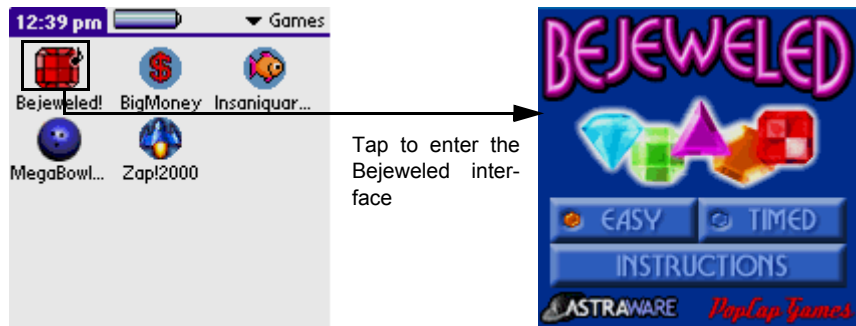 12:39 pm Games
Bejeweled! BigMoney Insaniquar...
MegaBowl... Zap!2000
Tap to enter the
Bejeweled inter-
face
BEJEWELED
EASY TIMED
INSTRUCTIONS
ASTRAWARE PopCap Games